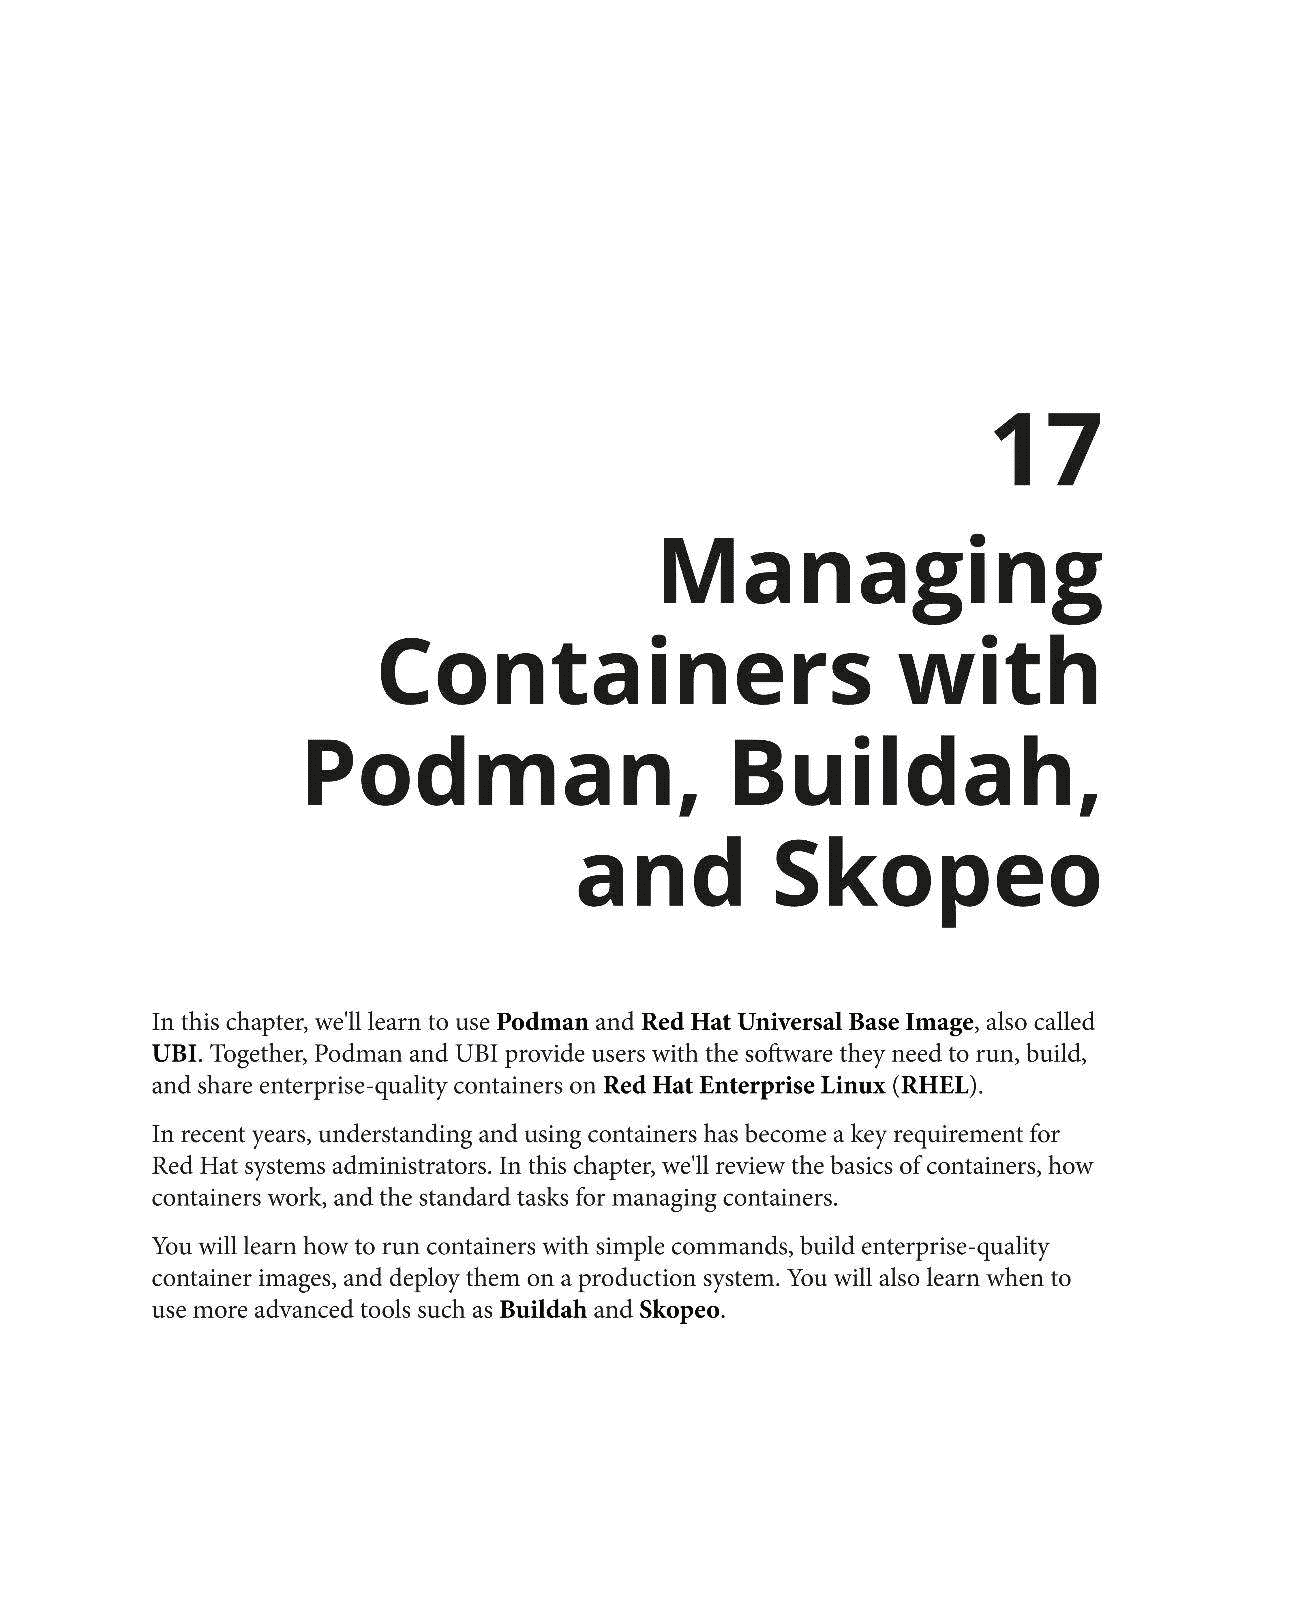 17
Managing
Containers with
Podman, Buildah,
and Skopeo
In this chapter, we'll learn to use Podman and Red Hat Universal Base Image, also called
UBI. Together, Podman and UBI provide users with the software they need to run, build,
and share enterprise-quality containers on Red Hat Enterprise Linux (RHEL).
In recent years, understanding and using containers has become a key requirement for
Red Hat systems administrators. In this chapter, we'll review the basics of containers, how
containers work, and the standard tasks for managing containers.
You will learn how to run containers with simple commands, build enterprise-quality
container images, and deploy them on a production system. You will also learn when to
use more advanced tools such as Buildah and Skopeo.